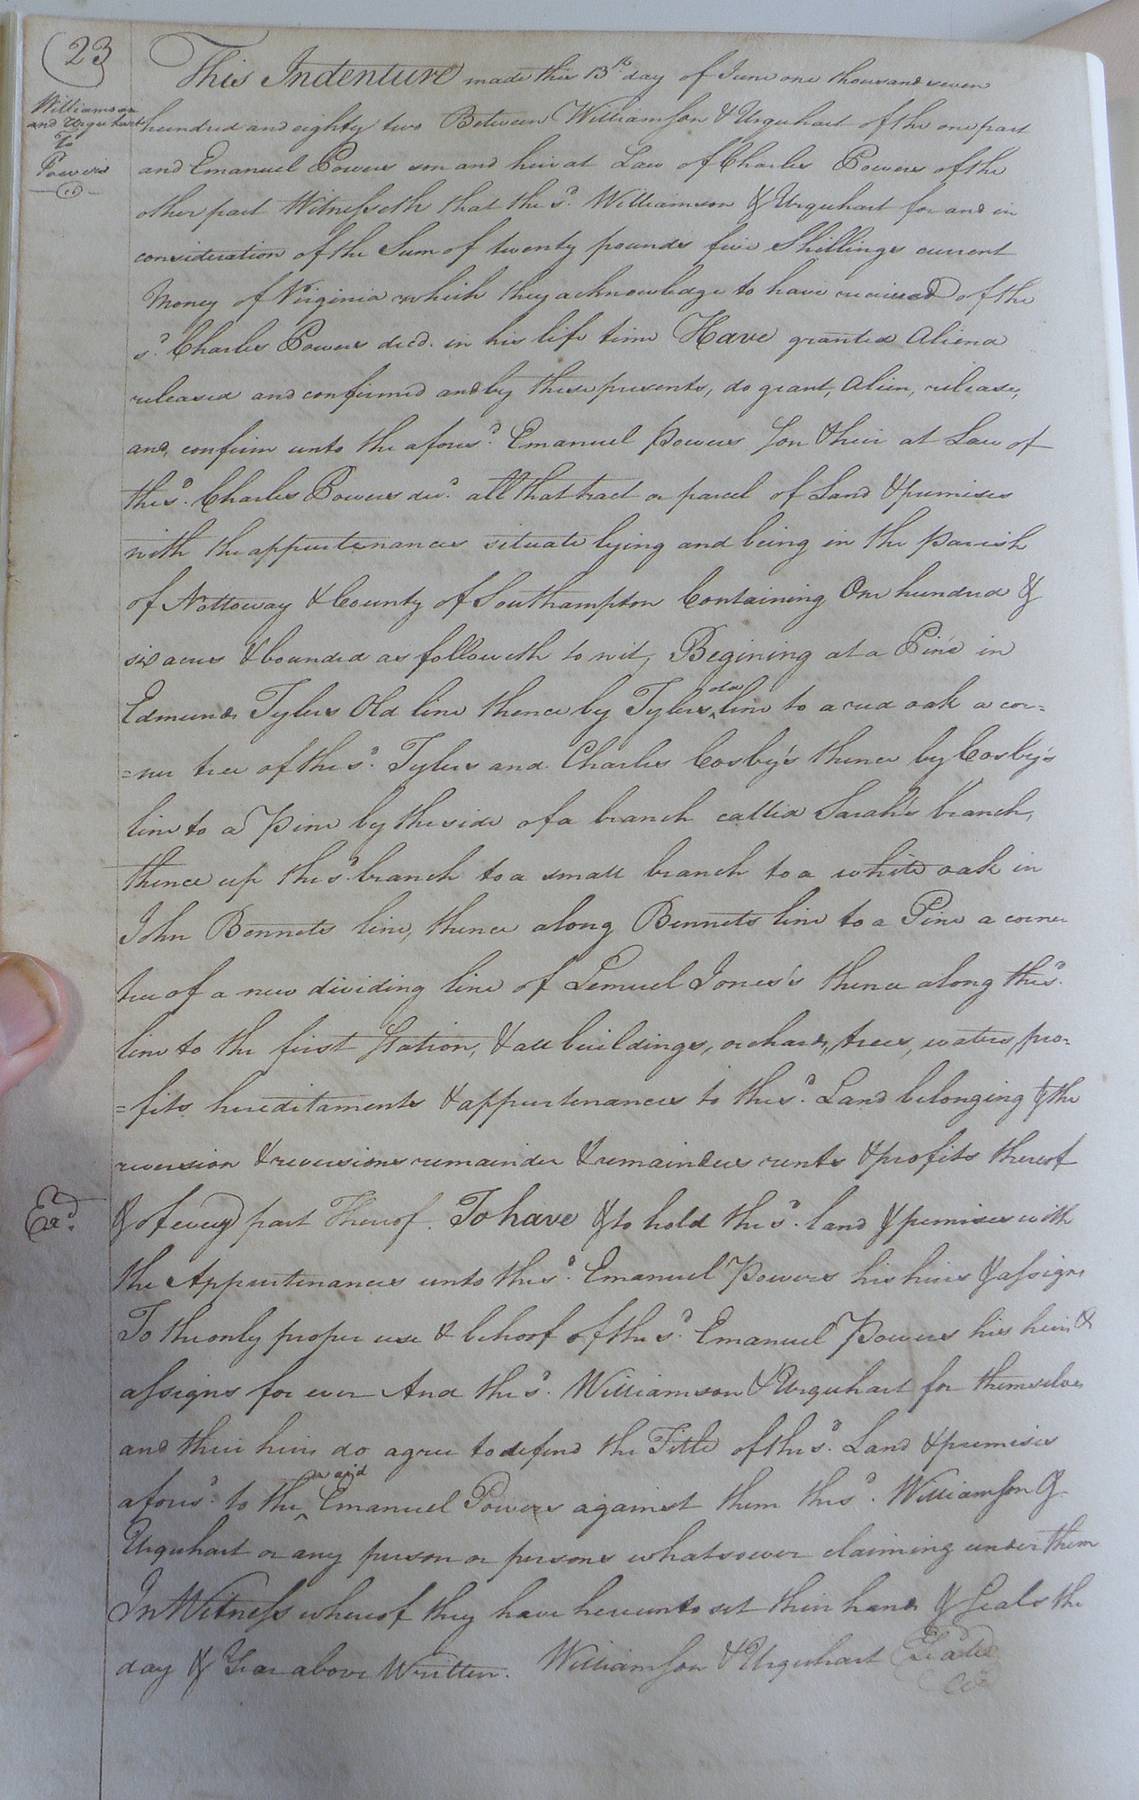 23
Williamson
and Urquhart
To
Powers
This Indenture made this 13th day of June one thousand seven
hundred and eighty two Between Williamson & Urquhart of the one part
and Emanuel Powers son and heir at Law of Charles Powers of the
other part Witnesseth that the sd. Williamson & Urquhart for and in
consideration of the Sum of twenty pounds five Shillings current
Money of Virginia which they acknowledge to have received of the
sd. Charles Powers decd. in his life time Have granted Aliend
released and confirmed and by these presents, do grant, Alien, release,
and confirm unto the aforesd. Emanuel Powers Son & heir at Law of
the sd. Charles Powers decd. all that tract or parcel of Land & premises
with the appurtenances situate lying and being in the Parish
of Nottoway & County of Southampton Containing One hundred &
six acres & bounded as followeth to wit, Begining at a Pine in
Edmunds Tylers Old line thence by Tylers old line to a red oak a cor=
=ner tree of the sd. Tylers and Charles Cosby's thence by Cosby's
line to a Pine by the side of a branch called Sarah's branch,
thence up the sd. branch to a small branch to a white oak in
John Bennets line, thence along Bennets line to a Pine a corner
tree of a new dividing line of Lemuel Jones's thence along the sd.
line to the first Station, & all buildings, orchards, trees, waters, pro=
=fits hereditaments & appurtenances to the sd. Land belonging & the
reversion & reversions remainder & remainders rents & profits thereof
Exd.
& of every part Thereof. To have & to hold the sd. land & premises with
the Appurtenances unto the sd. Emanuel Powers his heirs & assigns
To the only proper use & behoof of the sd. Emanuel Powers his heirs &
assigns for ever And the sd. Williamson & Urquhart for themselves
and their heirs do agree to defend the Title of the sd. Land & premises
aforesd. to the said Emanuel Powers against them the sd. Williamson &
Urquhart or any person or persons whatsoever claiming under them
In Witness whereof they have hereunto set their hands & Seals the
day & Year above Written. Williamson & Urquhart Seald